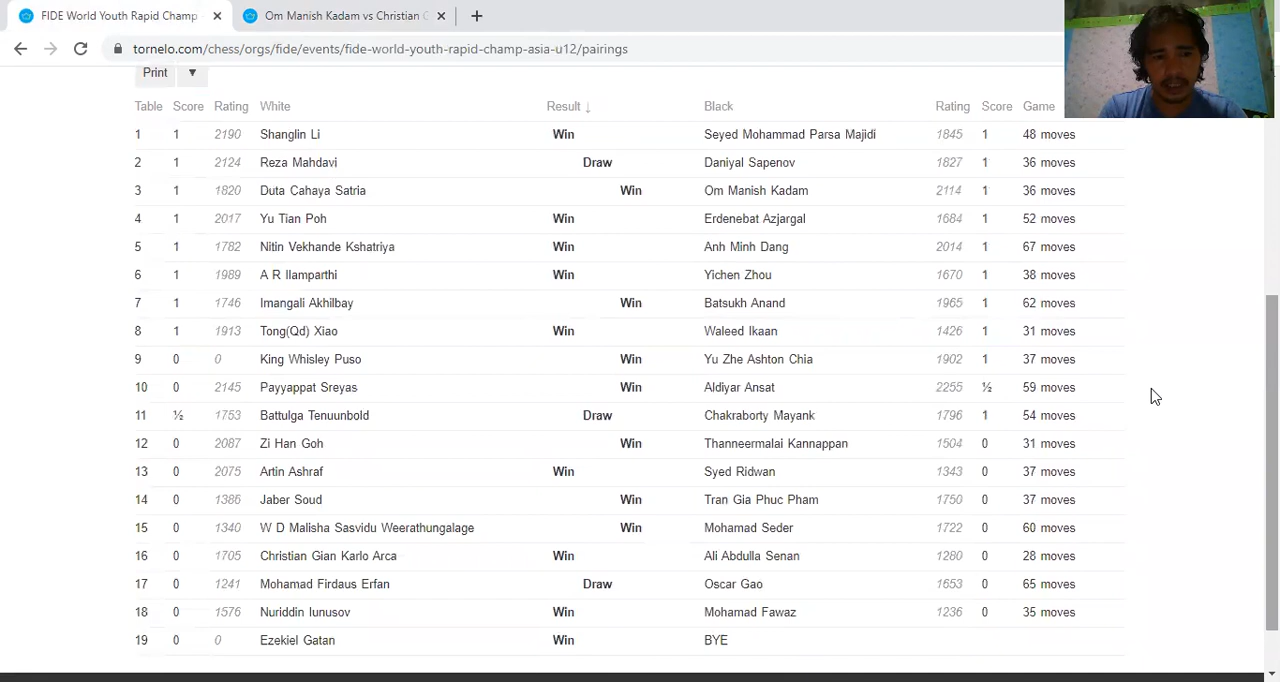 FIDE World Youth Rapid Champ
Om Manish Kadam vs Christian G
tornelo.com/chess/orgs/fide/events/fide-world-youth-rapid-champ-asia-u12/pairings
Print ▼
Table Score Rating White Result ↓ Black Rating Score Game
1 1 2190 Shanglin Li Win Seyed Mohammad Parsa Majidi 1845 1 48 moves
2 1 2124 Reza Mahdavi Draw Daniyal Sapenov 1827 1 36 moves
3 1 1820 Duta Cahaya Satria Win Om Manish Kadam 2114 1 36 moves
4 1 2017 Yu Tian Poh Win Erdenebat Azjargal 1684 1 52 moves
5 1 1782 Nitin Vekhande Kshatriya Win Anh Minh Dang 2014 1 67 moves
6 1 1989 A R Ilamparthi Win Yichen Zhou 1670 1 38 moves
7 1 1746 Imangali Akhilbay Win Batsukh Anand 1965 1 62 moves
8 1 1913 Tong(Qd) Xiao Win Waleed Ikaan 1426 1 31 moves
9 0 0 King Whisley Puso Win Yu Zhe Ashton Chia 1902 1 37 moves
10 0 2145 Payyappat Sreyas Win Aldiyar Ansat 2255 ½ 59 moves
11 ½ 1753 Battulga Tenuunbold Draw Chakraborty Mayank 1796 1 54 moves
12 0 2087 Zi Han Goh Win Thanneermalai Kannappan 1504 0 31 moves
13 0 2075 Artin Ashraf Win Syed Ridwan 1343 0 37 moves
14 0 1386 Jaber Soud Win Tran Gia Phuc Pham 1750 0 37 moves
15 0 1340 W D Malisha Sasvidu Weerathungalage Win Mohamad Seder 1722 0 60 moves
16 0 1705 Christian Gian Karlo Arca Win Ali Abdulla Senan 1280 0 28 moves
17 0 1241 Mohamad Firdaus Erfan Draw Oscar Gao 1653 0 65 moves
18 0 1576 Nuriddin Iunusov Win Mohamad Fawaz 1236 0 35 moves
19 0 0 Ezekiel Gatan Win BYE